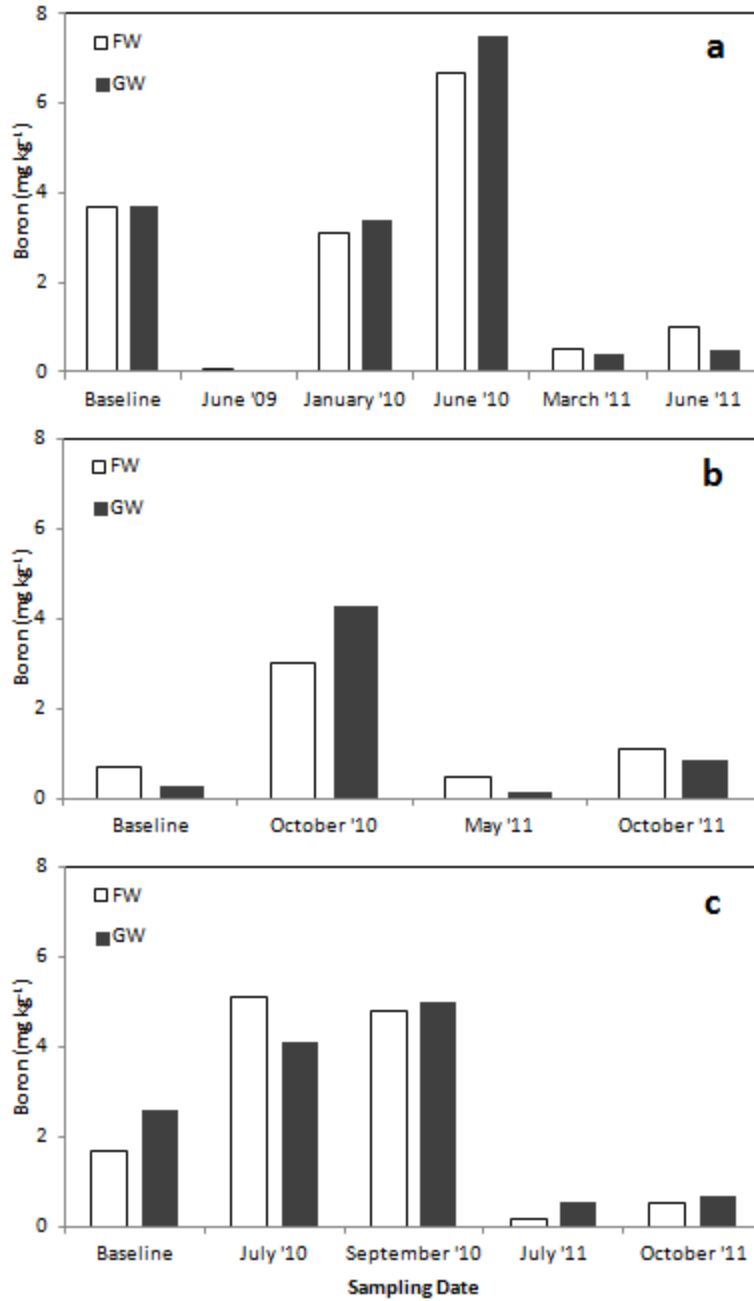 8
FW
a
GW
6
4
2
0
Boron (mg kg⁻¹)
Baseline June '09 January '10 June '10 March '11 June '11
8
FW
b
GW
6
4
2
0
Boron (mg kg⁻¹)
Baseline October '10 May '11 October '11
8
FW
c
GW
6
4
2
0
Boron (mg kg⁻¹)
Baseline July '10 September '10 July '11 October '11
Sampling Date